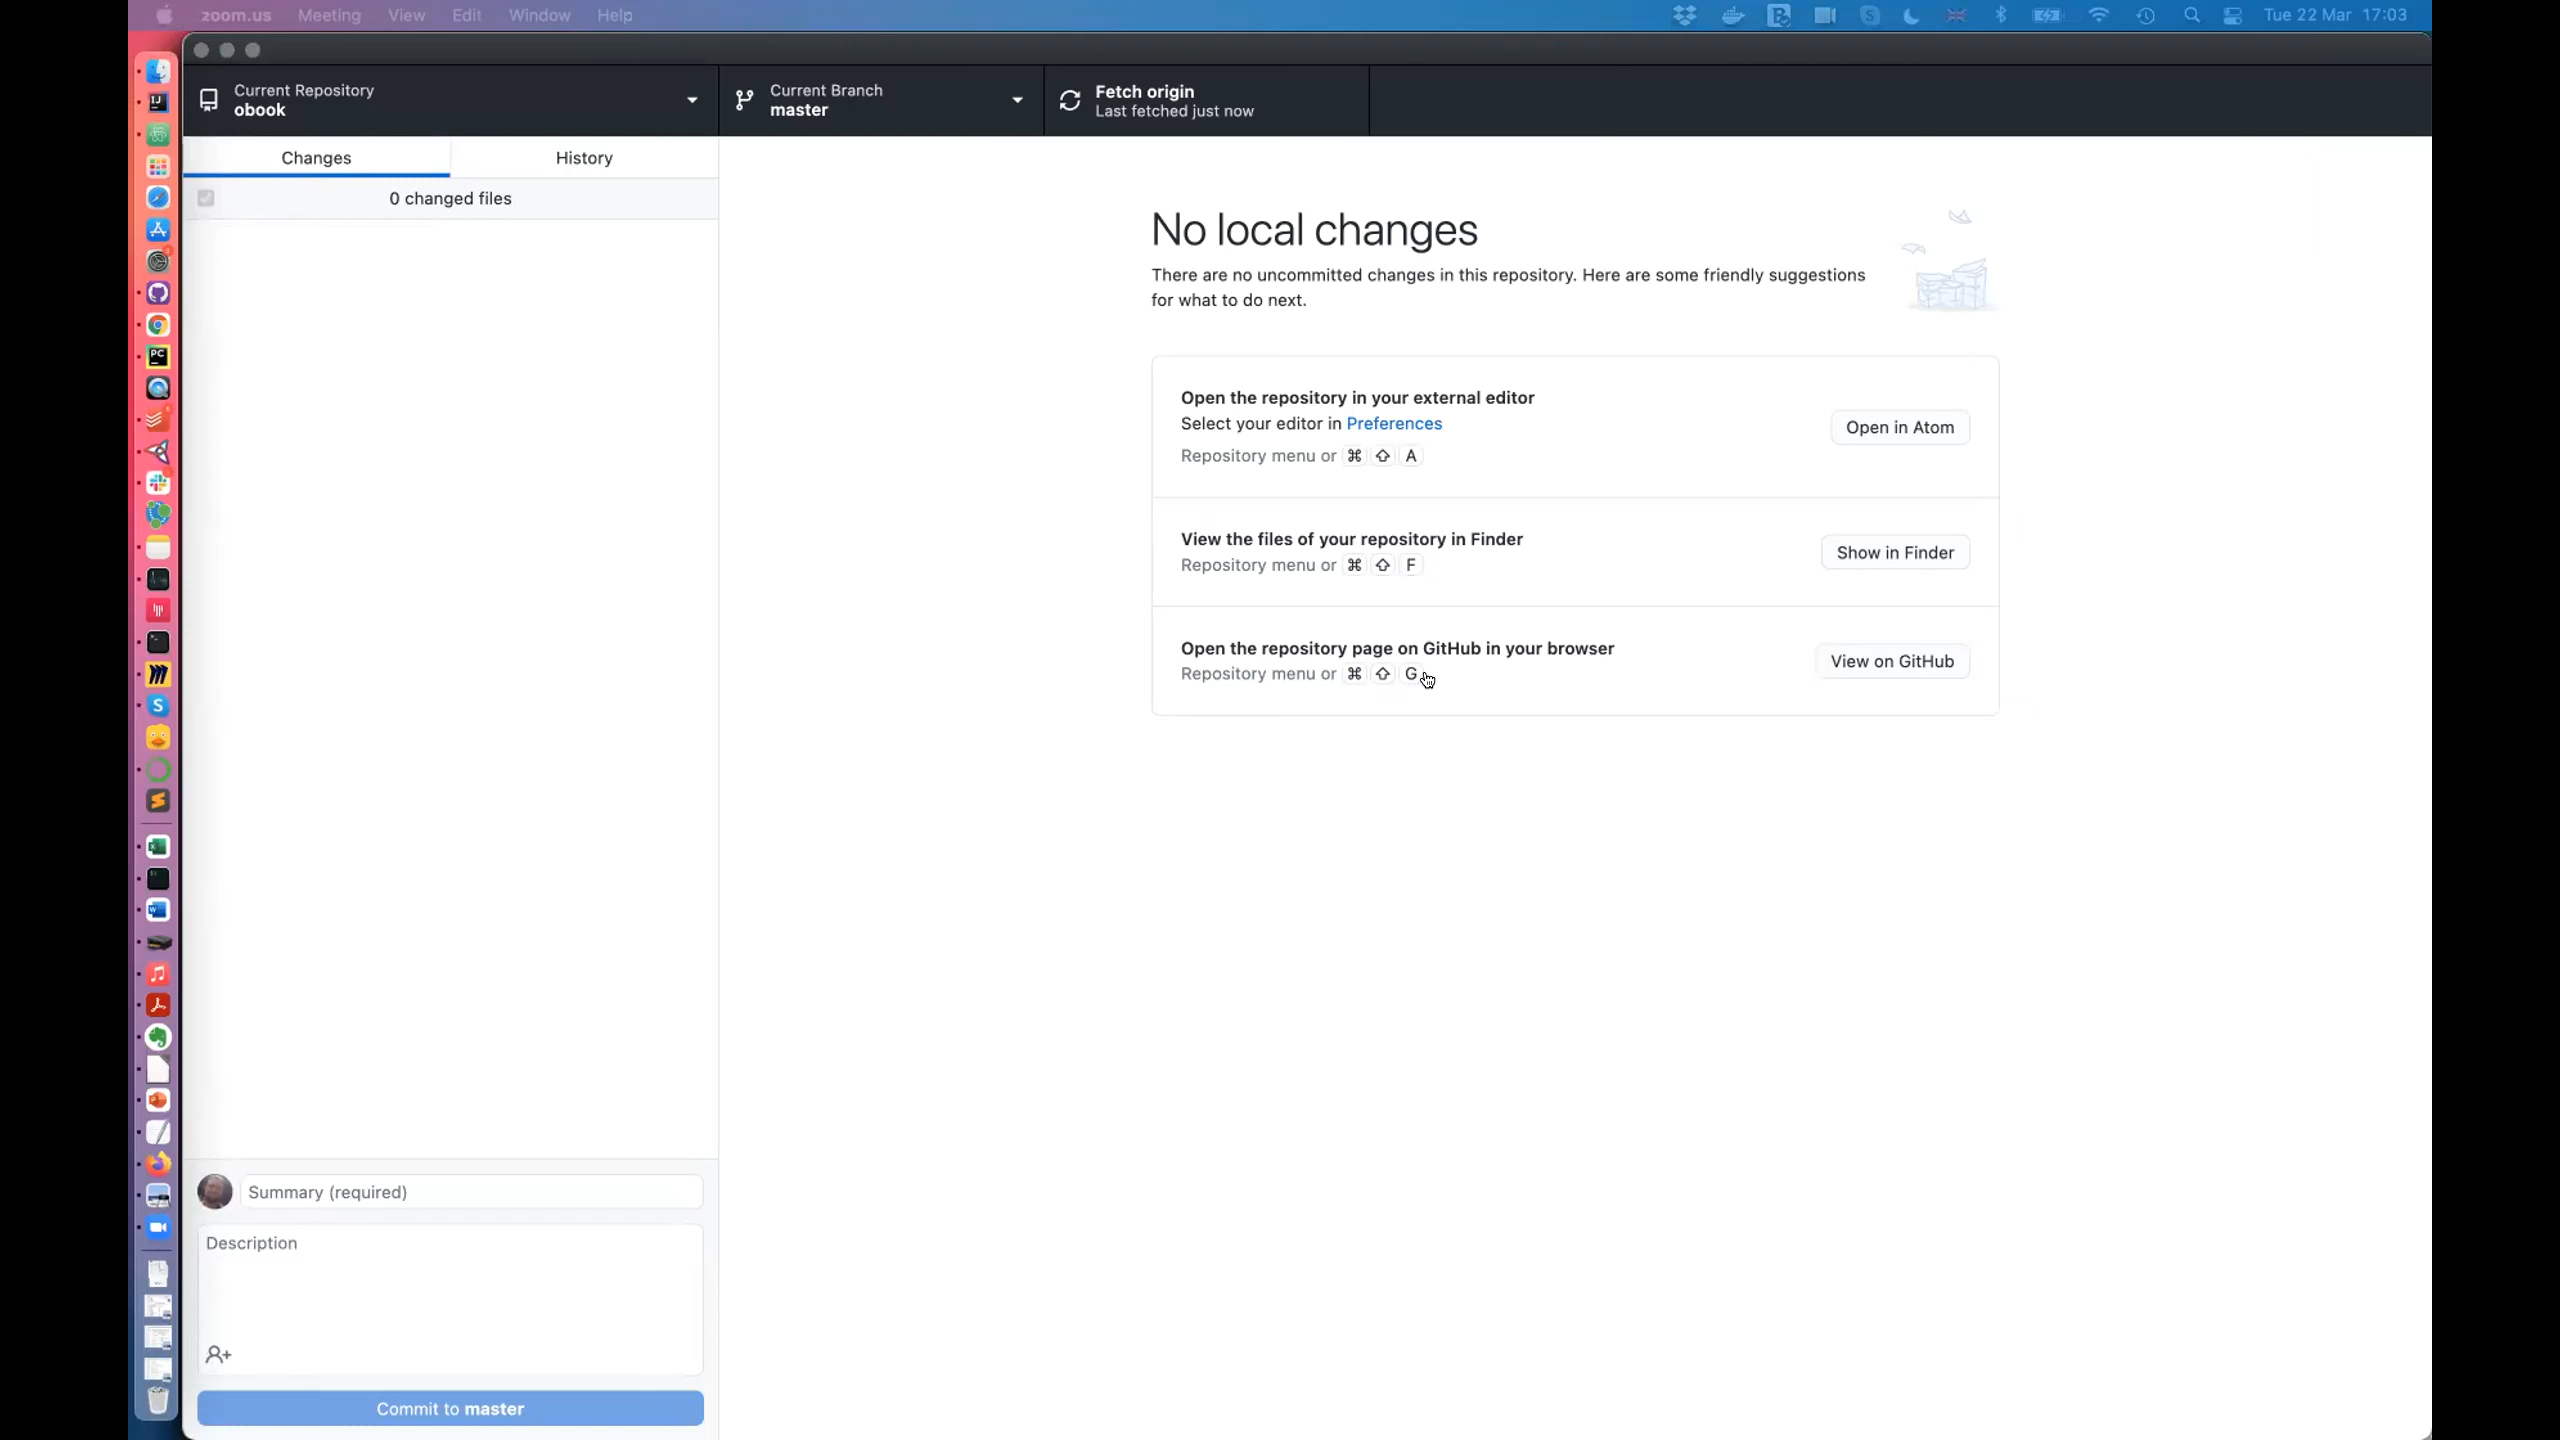 zoom.us Meeting View Edit Window Help
Tue 22 Mar 17:03
Current Repository
obook
Current Branch
master
Fetch origin
Last fetched just now
Changes
History
0 changed files
No local changes
There are no uncommitted changes in this repository. Here are some friendly suggestions
for what to do next.
Open the repository in your external editor
Select your editor in Preferences
Repository menu or ⌘ ⇧ A
Open in Atom
View the files of your repository in Finder
Repository menu or ⌘ ⇧ F
Show in Finder
Open the repository page on GitHub in your browser
Repository menu or ⌘ ⇧ G
View on GitHub
Summary (required)
Description
Commit to master